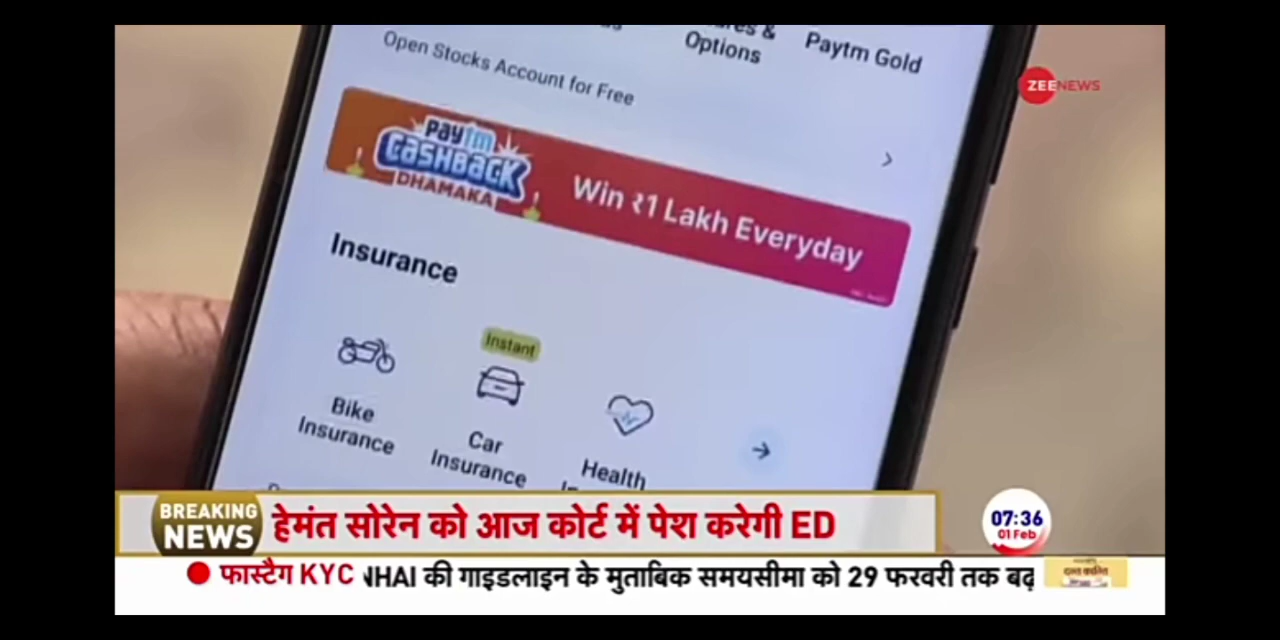 Options
Paytm Gold
Open Stocks Account for Free
ZEE NEWS
Paytm
CASHBACK
DHAMAKA
Win ₹1 Lakh Everyday
Insurance
Instant
Bike
Insurance
Car
Insurance
Health
BREAKING
NEWS
हेमंत सोरेन को आज कोर्ट में पेश करेगी ED
07:36
01 Feb
फास्टैग KYC
NHAI की गाइडलाइन के मुताबिक समयसीमा को 29 फरवरी तक बढ़